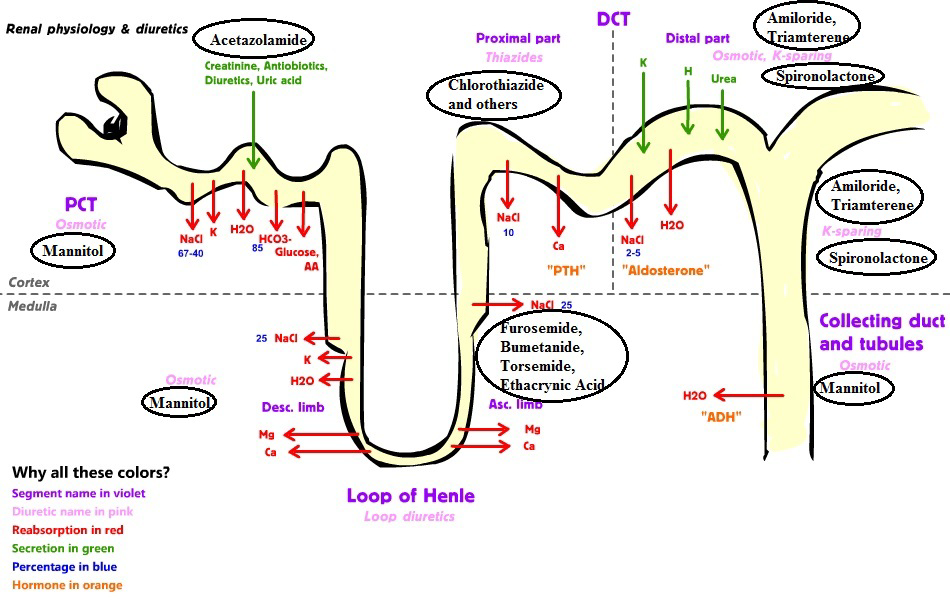 Renal physiology & diuretics
Acetazolamide
Creatinine, Antiobiotics,
Diuretics, Uric acid
DCT
Proximal part
Thiazides
Chlorothiazide
and others
Distal part
Osmotic, K-sparing
Amiloride,
Triamterene
Spironolactone
K
H
Urea
PCT
Osmotic
Mannitol
NaCl
67-40
K
H2O
85
HCO3-
Glucose,
AA
NaCl
10
Ca
"PTH"
NaCl
2-5
H2O
"Aldosterone"
Amiloride,
Triamterene
K-sparing
Spironolactone
Cortex
Medulla
25 NaCl
K
H2O
Osmotic
Mannitol
Desc. limb
Mg
Ca
NaCl 25
Furosemide,
Bumetanide,
Torsemide,
Ethacrynic Acid
Asc. limb
Mg
Ca
Collecting duct
and tubules
Osmotic
Mannitol
H2O
"ADH"
Loop of Henle
Loop diuretics
Why all these colors?
Segment name in violet
Diuretic name in pink
Reabsorption in red
Secretion in green
Percentage in blue
Hormone in orange